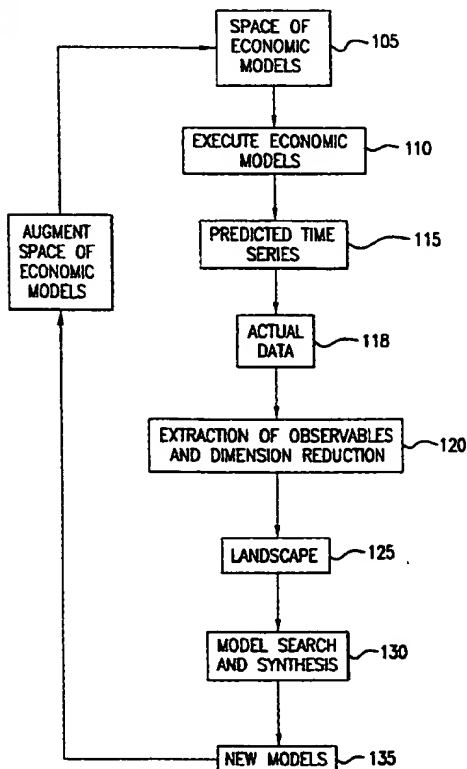 SPACE OF
ECONOMIC
MODELS
105
EXECUTE ECONOMIC
MODELS
110
PREDICTED TIME
SERIES
115
AUGMENT
SPACE OF
ECONOMIC
MODELS
ACTUAL
DATA
118
EXTRACTION OF OBSERVABLES
AND DIMENSION REDUCTION
120
LANDSCAPE
125
MODEL SEARCH
AND SYNTHESIS
130
NEW MODELS
135